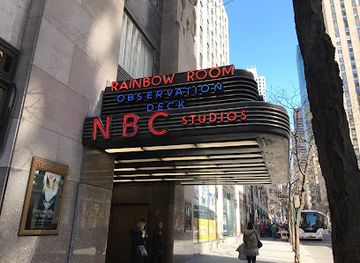 RAINBOW ROOM
OBSERVATION
DECK
NBC STUDIOS